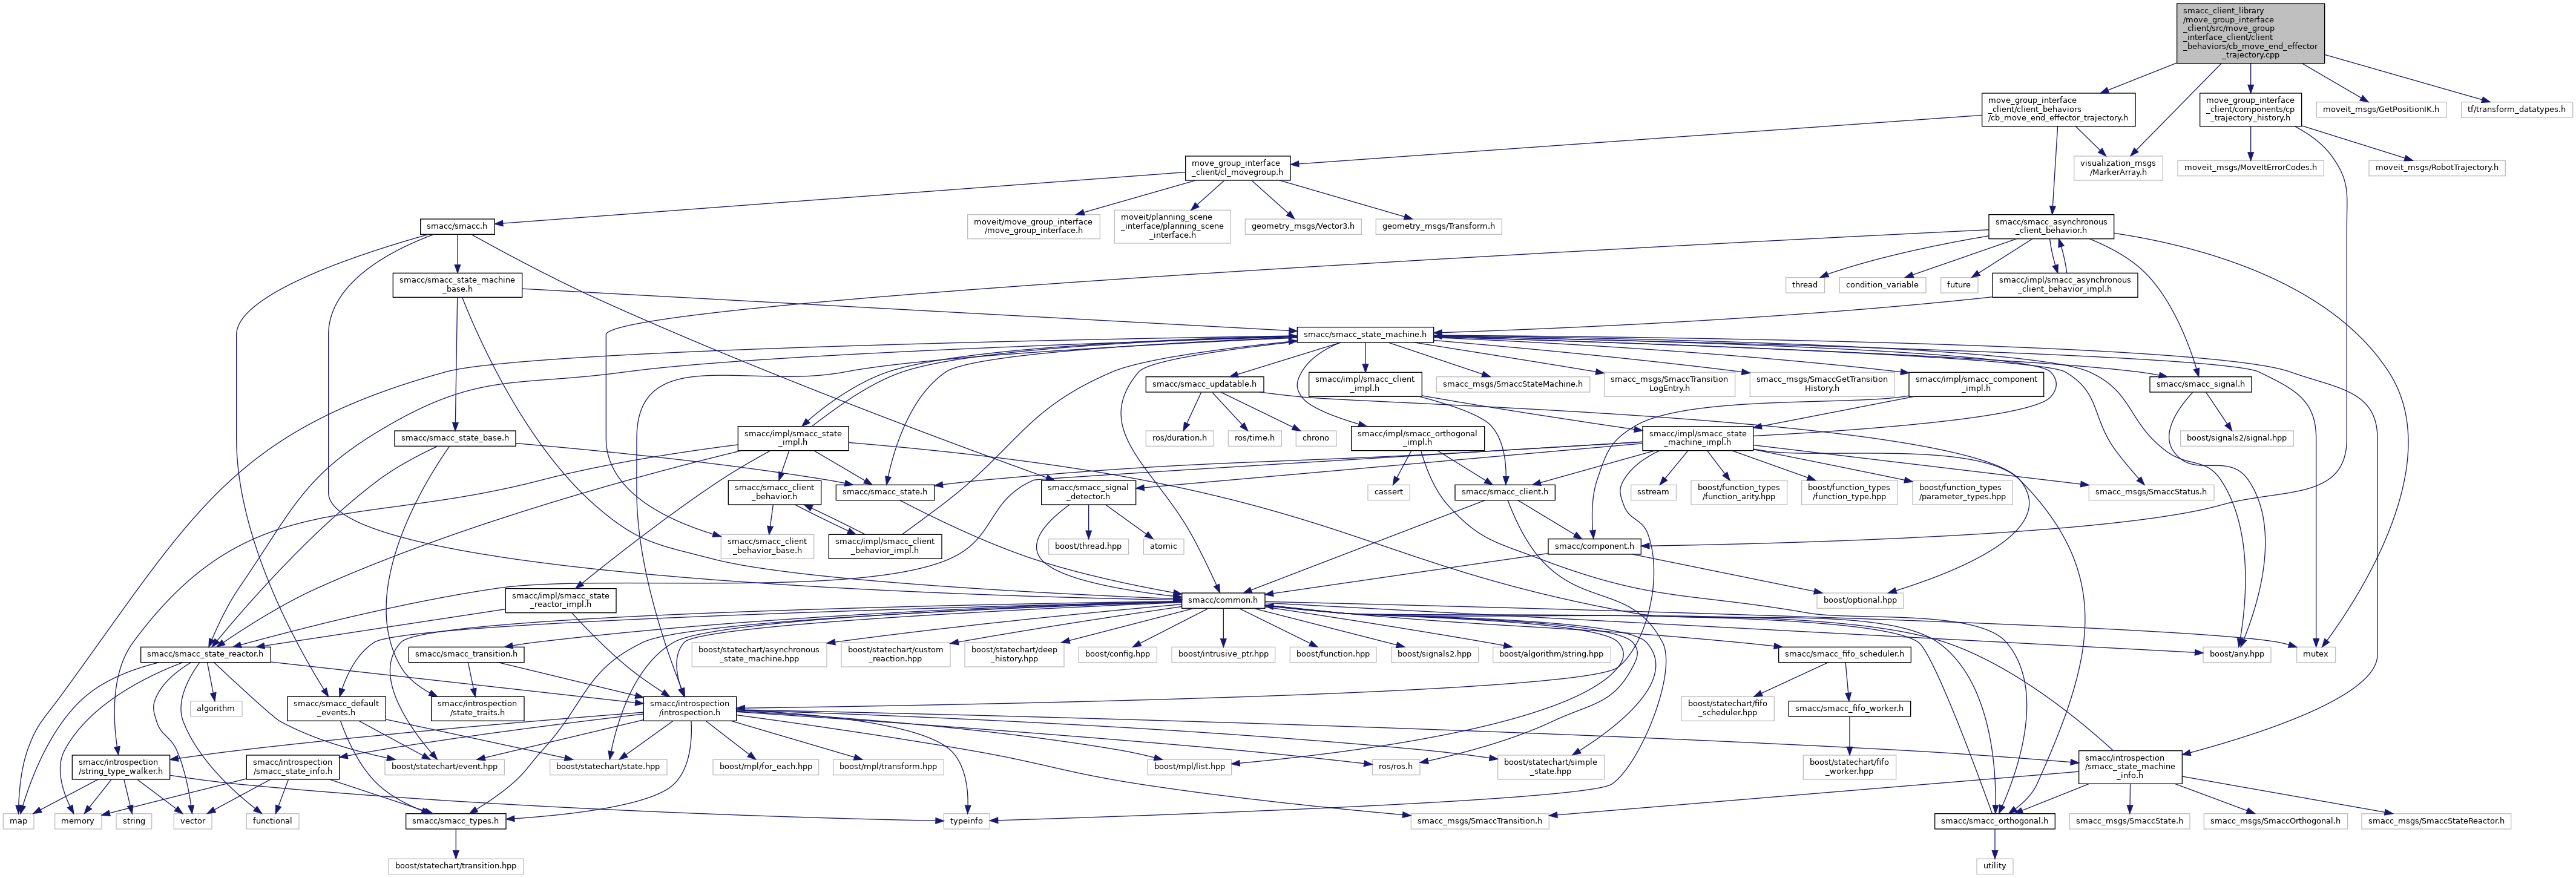 smacc_client_library
/move_group_interface
_client/src/move_group
_interface_client/client
_behaviors/cb_move_end_effector
_trajectory.cpp
move_group_interface
_client/client_behaviors
/cb_move_end_effector_trajectory.h
move_group_interface
_client/components/cp
_trajectory_history.h
moveit_msgs/GetPositionIK.h
tf/transform_datatypes.h
move_group_interface
_client/cl_movegroup.h
visualization_msgs
/MarkerArray.h
moveit_msgs/MoveItErrorCodes.h
moveit_msgs/RobotTrajectory.h
smacc/smacc.h
moveit/move_group_interface
/move_group_interface.h
moveit/planning_scene
_interface/planning_scene
_interface.h
geometry_msgs/Vector3.h
geometry_msgs/Transform.h
smacc/smacc_asynchronous
_client_behavior.h
smacc/smacc_state_machine
_base.h
thread
condition_variable
future
smacc/impl/smacc_asynchronous
_client_behavior_impl.h
smacc/smacc_state_machine.h
smacc/smacc_updatable.h
smacc/impl/smacc_client
_impl.h
smacc_msgs/SmaccStateMachine.h
smacc_msgs/SmaccTransition
LogEntry.h
smacc_msgs/SmaccGetTransition
History.h
smacc/impl/smacc_component
_impl.h
smacc/smacc_signal.h
smacc/smacc_state_base.h
smacc/impl/smacc_state
_impl.h
ros/duration.h
ros/time.h
chrono
smacc/impl/smacc_orthogonal
_impl.h
smacc/impl/smacc_state
_machine_impl.h
boost/signals2/signal.hpp
smacc/smacc_client
_behavior.h
smacc/smacc_state.h
smacc/smacc_signal
_detector.h
cassert
smacc/smacc_client.h
sstream
boost/function_types
/function_arity.hpp
boost/function_types
/function_type.hpp
boost/function_types
/parameter_types.hpp
smacc_msgs/SmaccStatus.h
smacc/smacc_client
_behavior_base.h
smacc/impl/smacc_client
_behavior_impl.h
boost/thread.hpp
atomic
smacc/component.h
smacc/impl/smacc_state
_reactor_impl.h
smacc/common.h
boost/optional.hpp
smacc/smacc_state_reactor.h
smacc/smacc_transition.h
boost/statechart/asynchronous
_state_machine.hpp
boost/statechart/custom
_reaction.hpp
boost/statechart/deep
_history.hpp
boost/config.hpp
boost/intrusive_ptr.hpp
boost/function.hpp
boost/signals2.hpp
boost/algorithm/string.hpp
smacc/smacc_fifo_scheduler.h
boost/any.hpp
mutex
algorithm
smacc/smacc_default
_events.h
smacc/introspection
/state_traits.h
smacc/introspection
/introspection.h
boost/statechart/fifo
_scheduler.hpp
smacc/smacc_fifo_worker.h
smacc/introspection
/string_type_walker.h
smacc/introspection
/smacc_state_info.h
boost/statechart/event.hpp
boost/statechart/state.hpp
boost/mpl/for_each.hpp
boost/mpl/transform.hpp
boost/mpl/list.hpp
ros/ros.h
boost/statechart/simple
_state.hpp
boost/statechart/fifo
_worker.hpp
smacc/introspection
/smacc_state_machine
_info.h
map
memory
string
vector
functional
smacc/smacc_types.h
typeinfo
smacc_msgs/SmaccTransition.h
smacc/smacc_orthogonal.h
smacc_msgs/SmaccState.h
smacc_msgs/SmaccOrthogonal.h
smacc_msgs/SmaccStateReactor.h
boost/statechart/transition.hpp
utility